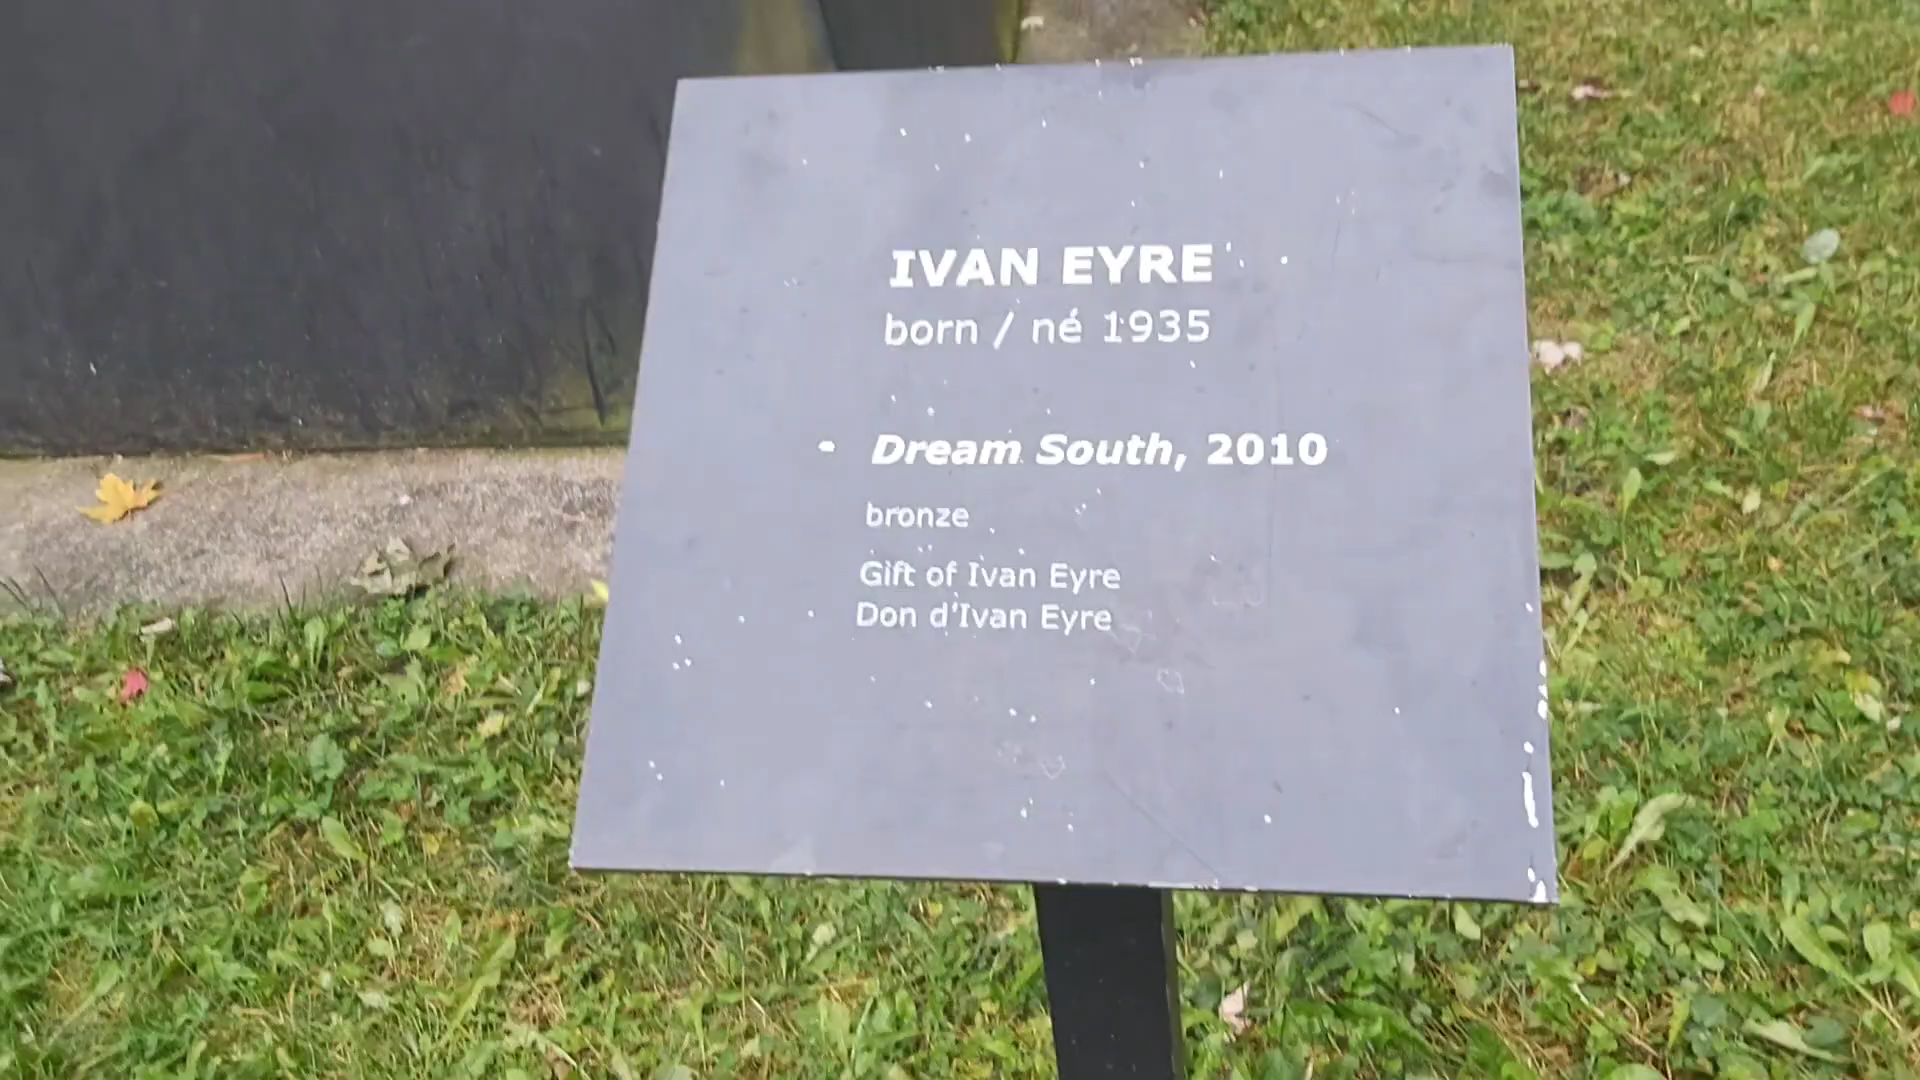 IVAN EYRE
born / né 1935
Dream South, 2010
bronze
Gift of Ivan Eyre
Don d'Ivan Eyre